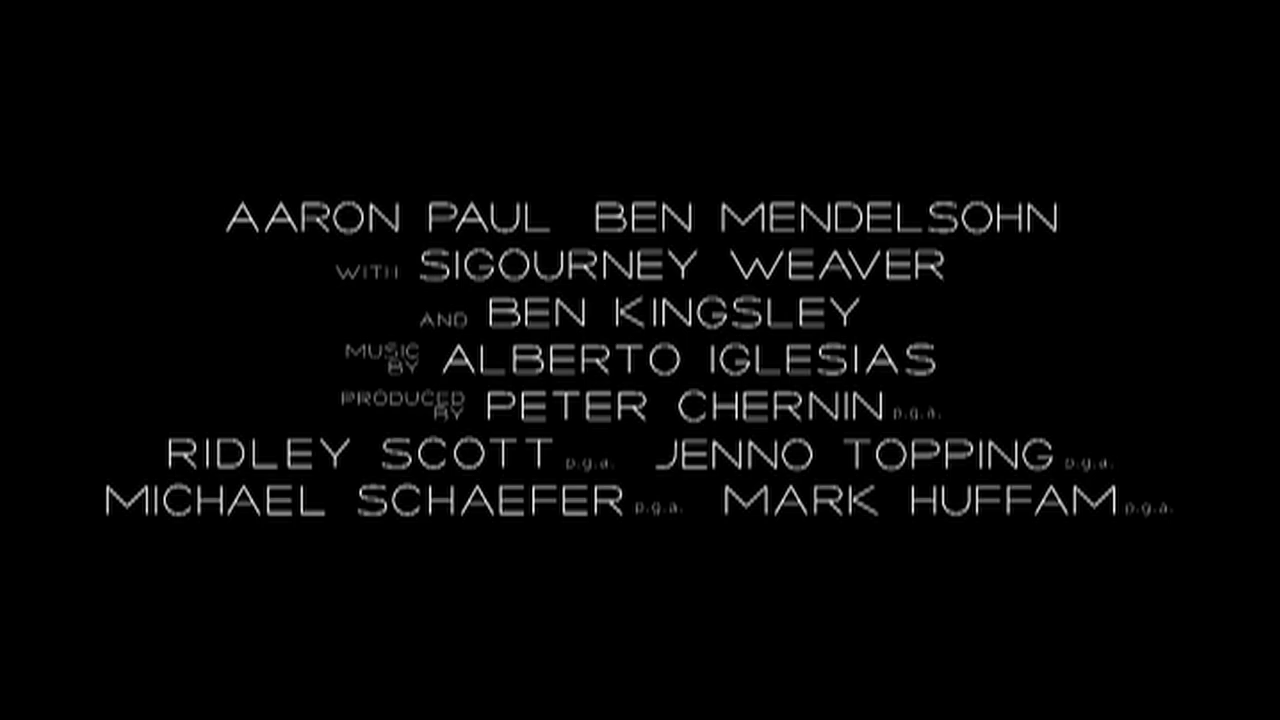 AARON PAUL BEN MENDELSOHN
WITH SIGOURNEY WEAVER
AND BEN KINGSLEY
MUSIC BY ALBERTO IGLESIAS
PRODUCED BY PETER CHERNIN p.g.a.
RIDLEY SCOTT p.g.a. JENNO TOPPING p.g.a.
MICHAEL SCHAEFER p.g.a. MARK HUFFAM p.g.a.